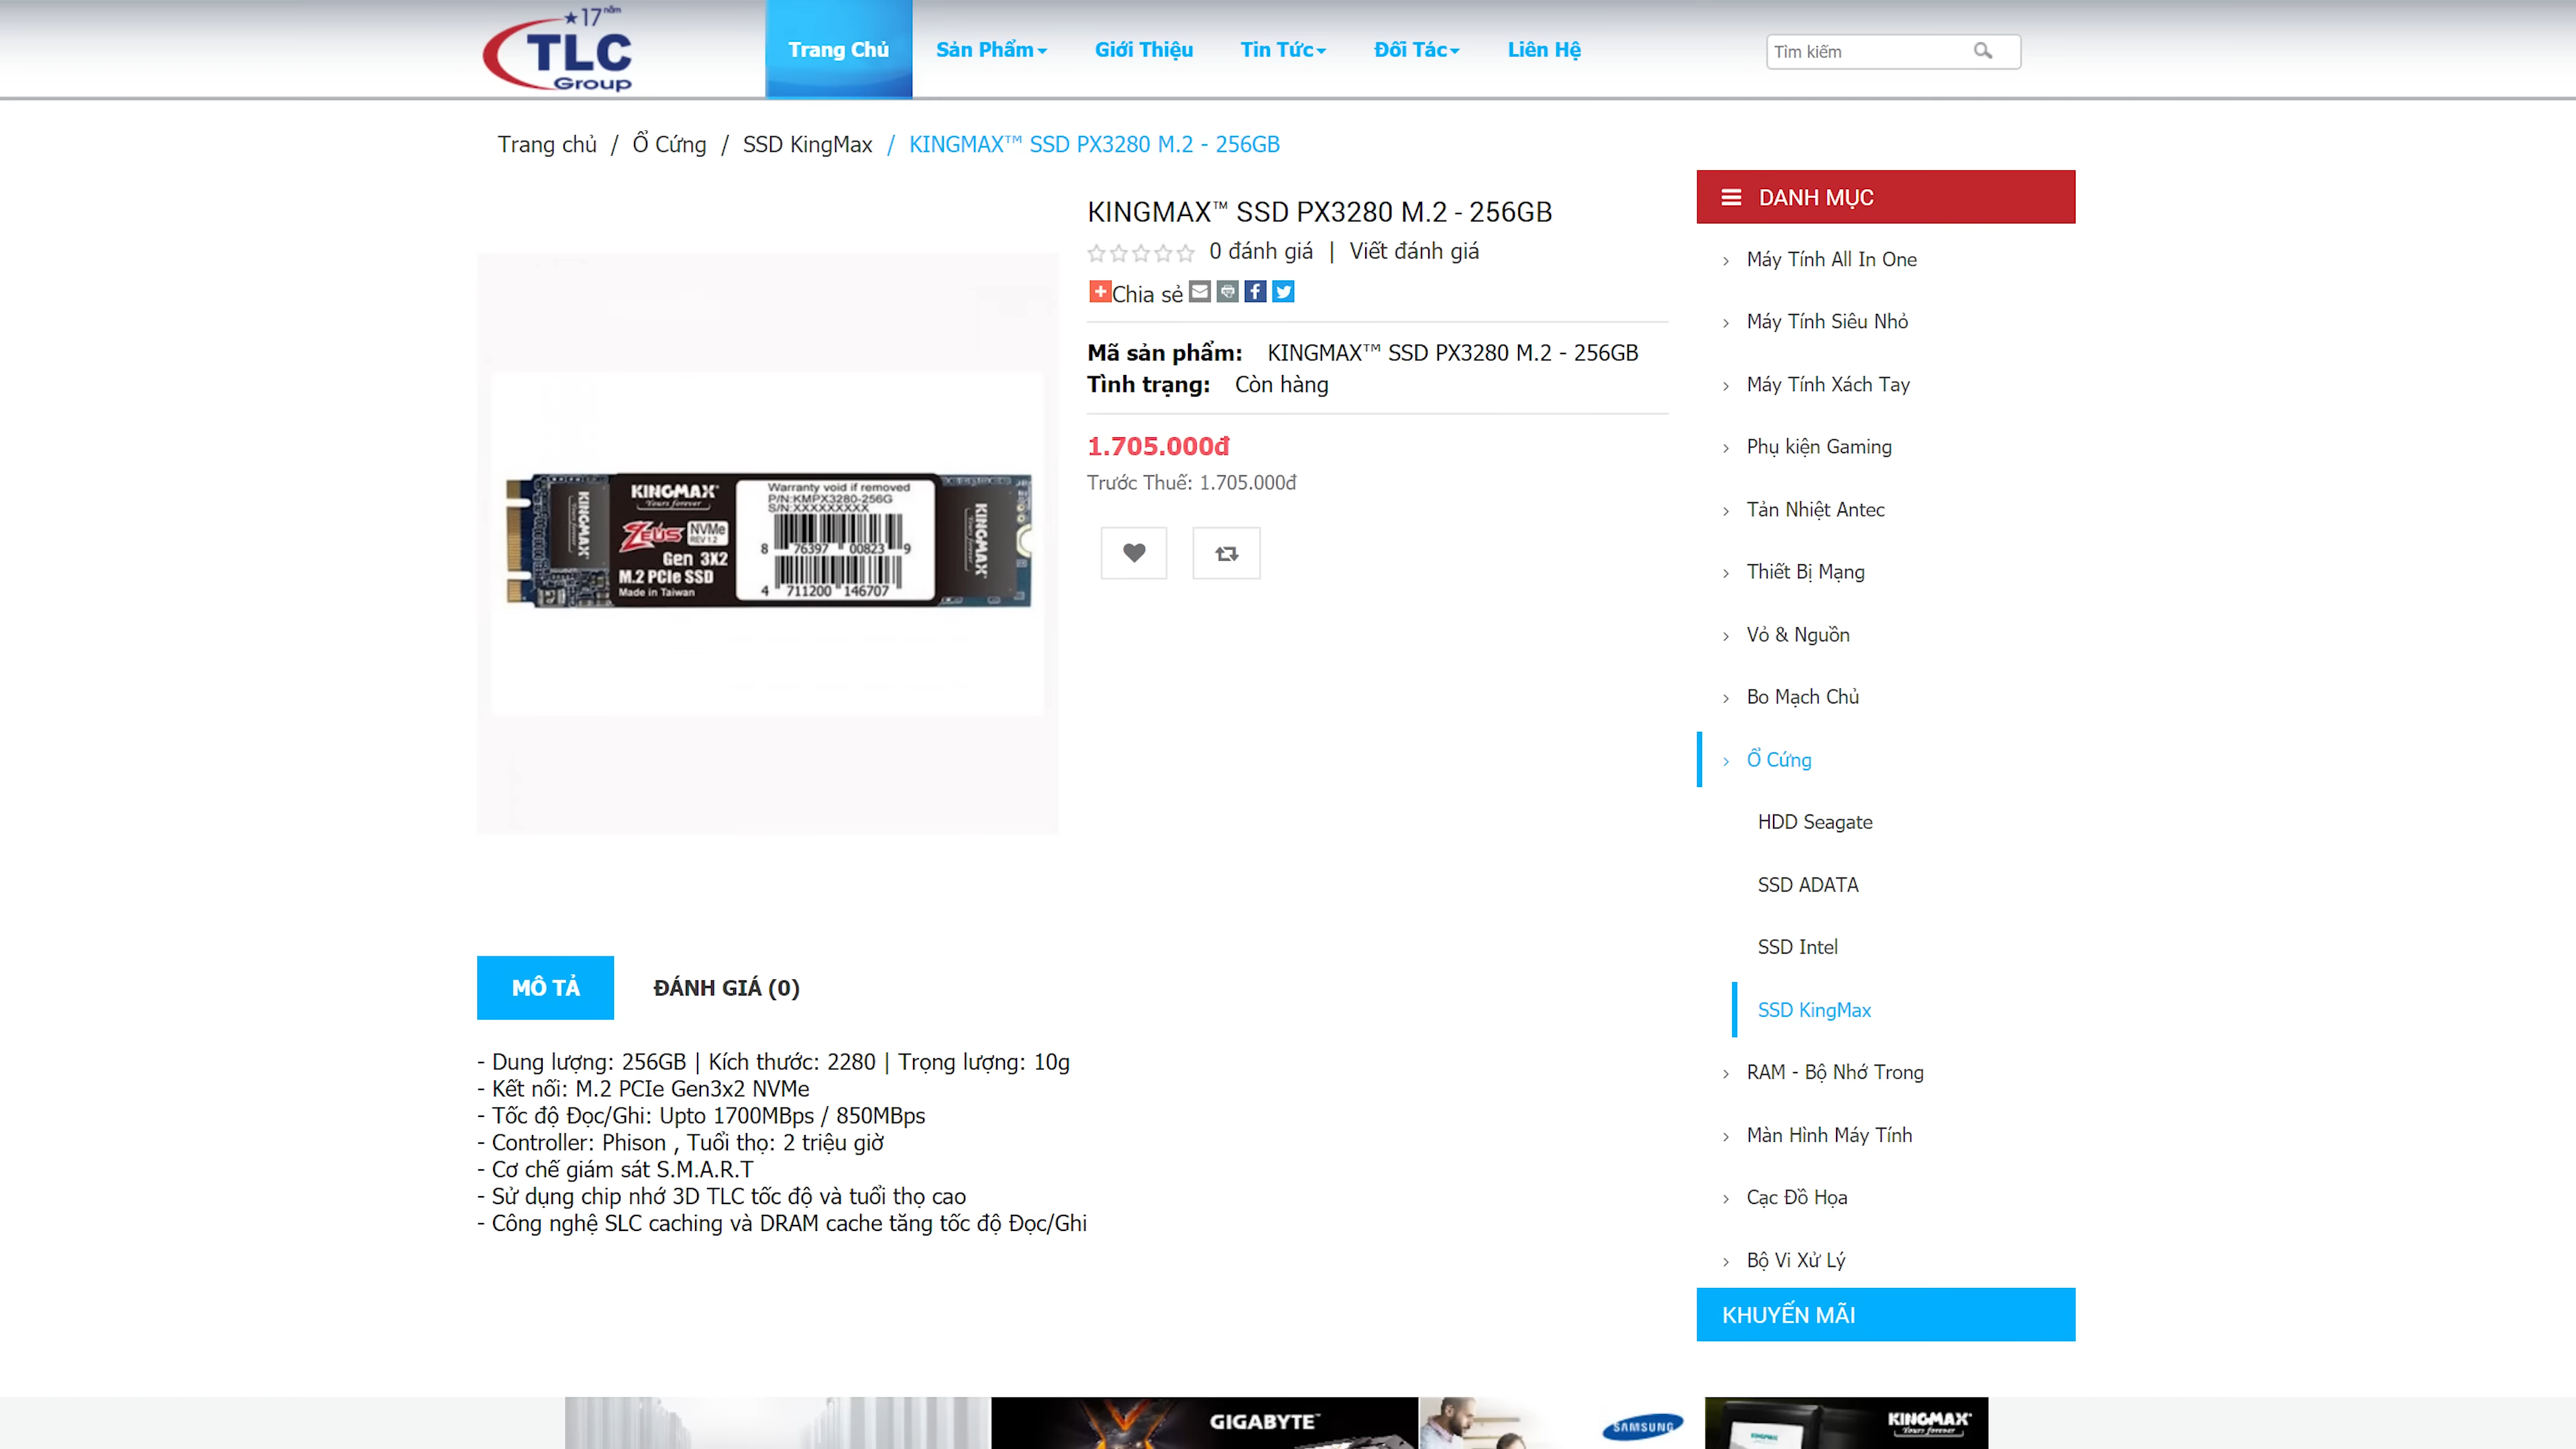 ★17 năm
TLC
Group
Trang Chủ
Sản Phẩm
Giới Thiệu
Tin Tức
Đối Tác
Liên Hệ
Tìm kiếm
Trang chủ / Ổ Cứng / SSD KingMax / KINGMAX™ SSD PX3280 M.2 - 256GB
KINGMAX™ SSD PX3280 M.2 - 256GB
0 đánh giá | Viết đánh giá
Chia sẻ
Mã sản phẩm: KINGMAX™ SSD PX3280 M.2 - 256GB
Tình trạng: Còn hàng
1.705.000đ
Trước Thuế: 1.705.000đ
KINGMAX
KINGMAX
Yours forever
ZEUS NVMe
REV 1.2
Gen 3X2
M.2 PCIe SSD
Made in Taiwan
Warranty void if removed
P/N:KMPX3280-256G
S/N:XXXXXXXXX
8 76397 00823 9
4 711200 146707
KINGMAX
MÔ TẢ
ĐÁNH GIÁ (0)
- Dung lượng: 256GB | Kích thước: 2280 | Trọng lượng: 10g
- Kết nối: M.2 PCIe Gen3x2 NVMe
- Tốc độ Đọc/Ghi: Upto 1700MBps / 850MBps
- Controller: Phison , Tuổi thọ: 2 triệu giờ
- Cơ chế giám sát S.M.A.R.T
- Sử dụng chip nhớ 3D TLC tốc độ và tuổi thọ cao
- Công nghệ SLC caching và DRAM cache tăng tốc độ Đọc/Ghi
DANH MỤC
Máy Tính All In One
Máy Tính Siêu Nhỏ
Máy Tính Xách Tay
Phụ kiện Gaming
Tản Nhiệt Antec
Thiết Bị Mạng
Vỏ & Nguồn
Bo Mạch Chủ
Ổ Cứng
HDD Seagate
SSD ADATA
SSD Intel
SSD KingMax
RAM - Bộ Nhớ Trong
Màn Hình Máy Tính
Cạc Đồ Họa
Bộ Vi Xử Lý
KHUYẾN MÃI
GIGABYTE™
SAMSUNG
KINGMAX
Yours forever